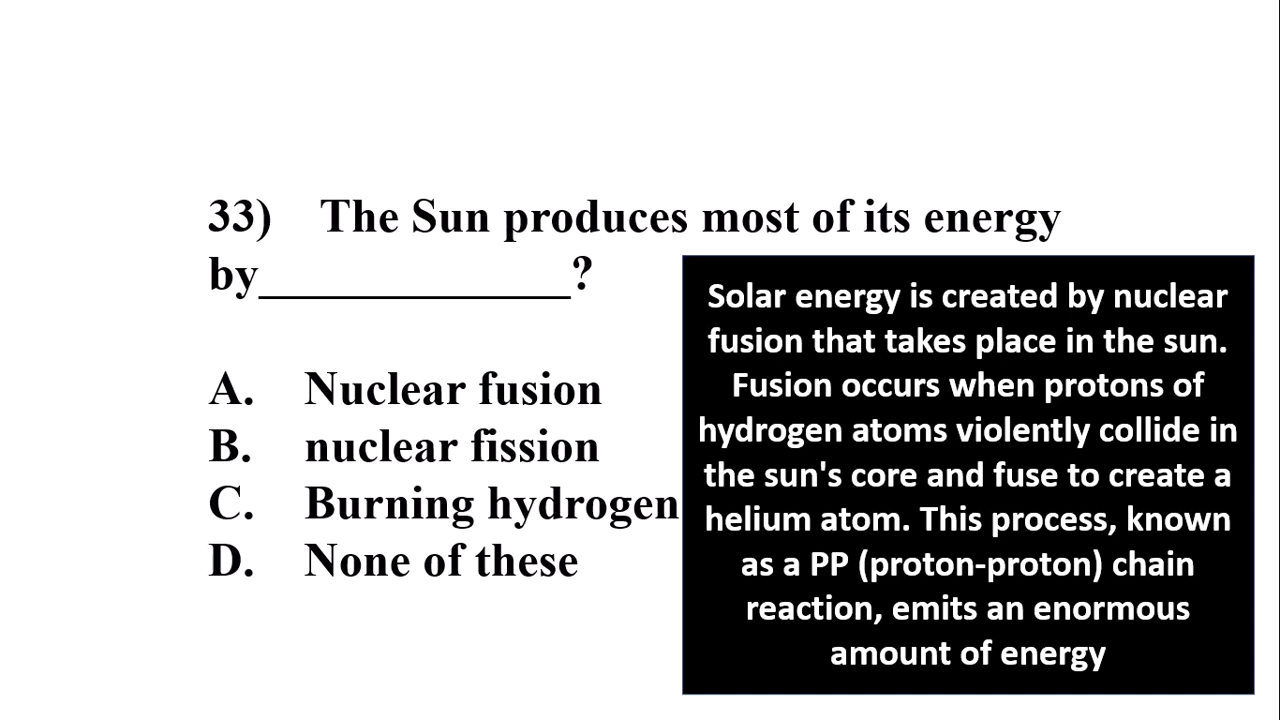 33) The Sun produces most of its energy
by_____________?
A. Nuclear fusion
B. nuclear fission
C. Burning hydrogen
D. None of these
Solar energy is created by nuclear
fusion that takes place in the sun.
Fusion occurs when protons of
hydrogen atoms violently collide in
the sun's core and fuse to create a
helium atom. This process, known
as a PP (proton-proton) chain
reaction, emits an enormous
amount of energy